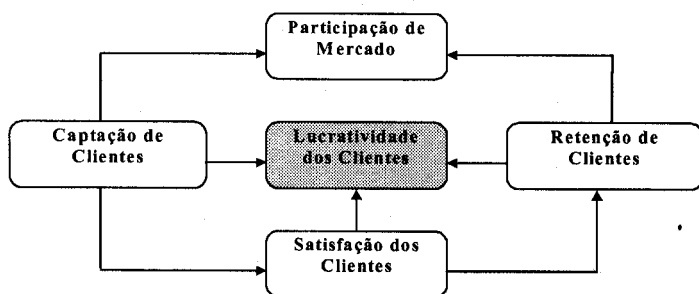 Participação de
Mercado
Captação de
Clientes
Lucratividade
dos Clientes
Retenção de
Clientes
Satisfação dos
Clientes